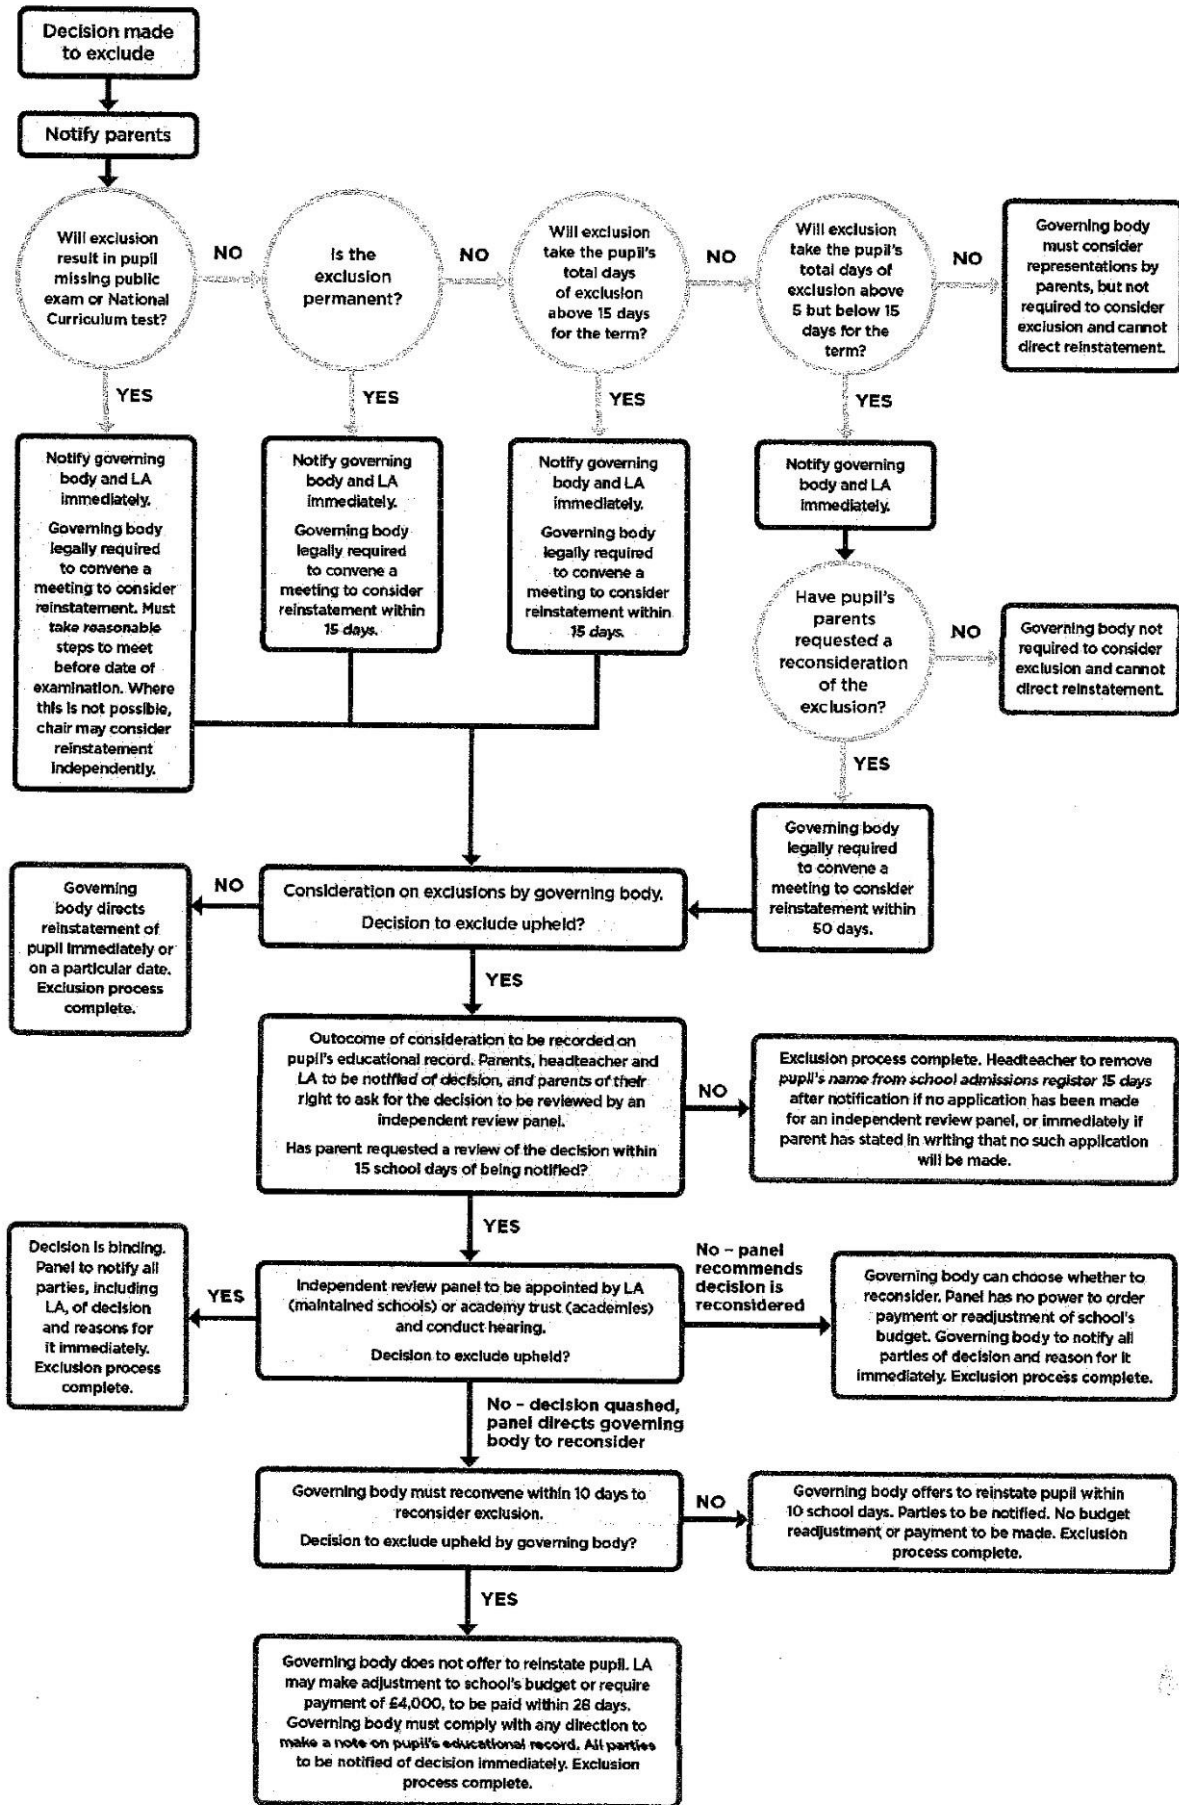 Decision made
to exclude
Notify parents
Will exclusion
result in pupil
missing public
exam or National
Curriculum test?
NO
Is the
exclusion
permanent?
NO
Will exclusion
take the pupil's
total days
of exclusion
above 15 days
for the term?
NO
Will exclusion
take the pupil's
total days of
exclusion above
5 but below 15
days for the
term?
NO
Governing body
must consider
representations by
parents, but not
required to consider
exclusion and cannot
direct reinstatement.
YES
YES
YES
YES
Notify governing
body and LA
immediately.
Governing body
legally required
to convene a
meeting to consider
reinstatement. Must
take reasonable
steps to meet
before date of
examination. Where
this is not possible,
chair may consider
reinstatement
independently.
Notify governing
body and LA
immediately.
Governing body
legally required
to convene a
meeting to consider
reinstatement within
15 days.
Notify governing
body and LA
immediately.
Governing body
legally required
to convene a
meeting to consider
reinstatement within
15 days.
Notify governing
body and LA
immediately.
Have pupil's
parents
requested a
reconsideration
of the
exclusion?
NO
Governing body not
required to consider
exclusion and cannot
direct reinstatement.
YES
Governing body
legally required
to convene a
meeting to consider
reinstatement within
50 days.
Consideration on exclusions by governing body.
Decision to exclude upheld?
NO
Governing
body directs
reinstatement of
pupil immediately or
on a particular date.
Exclusion process
complete.
YES
Outcome of consideration to be recorded on
pupil's educational record. Parents, headteacher and
LA to be notified of decision, and parents of their
right to ask for the decision to be reviewed by an
independent review panel.
Has parent requested a review of the decision within
15 school days of being notified?
NO
Exclusion process complete. Headteacher to remove
pupil's name from school admissions register 15 days
after notification if no application has been made
for an independent review panel, or immediately if
parent has stated in writing that no such application
will be made.
YES
Independent review panel to be appointed by LA
(maintained schools) or academy trust (academies)
and conduct hearing.
Decision to exclude upheld?
YES
Decision is binding.
Panel to notify all
parties, including
LA, of decision
and reasons for
it immediately.
Exclusion process
complete.
No – panel
recommends
decision is
reconsidered
Governing body can choose whether to
reconsider. Panel has no power to order
payment or readjustment of school's
budget. Governing body to notify all
parties of decision and reason for it
immediately. Exclusion process complete.
No – decision quashed,
panel directs governing
body to reconsider
Governing body must reconvene within 10 days to
reconsider exclusion.
Decision to exclude upheld by governing body?
NO
Governing body offers to reinstate pupil within
10 school days. Parties to be notified. No budget
readjustment or payment to be made. Exclusion
process complete.
YES
Governing body does not offer to reinstate pupil. LA
may make adjustment to school's budget or require
payment of £4,000, to be paid within 28 days.
Governing body must comply with any direction to
make a note on pupil's educational record. All parties
to be notified of decision immediately. Exclusion
process complete.